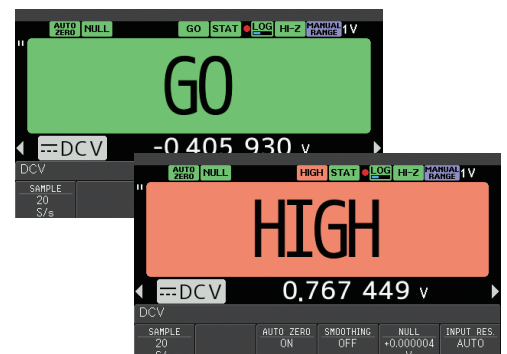 AUTO ZERO NULL GO STAT LOG HI-Z MANUAL RANGE 1 V
GO
DCV -0.405 930 V
DCV
SAMPLE
20
S/s
AUTO ZERO NULL HIGH STAT LOG HI-Z MANUAL RANGE 1 V
HIGH
DCV 0,767 449 V
DCV
SAMPLE AUTO ZERO SMOOTHING NULL INPUT RES.
20 ON OFF +0.000004 AUTO